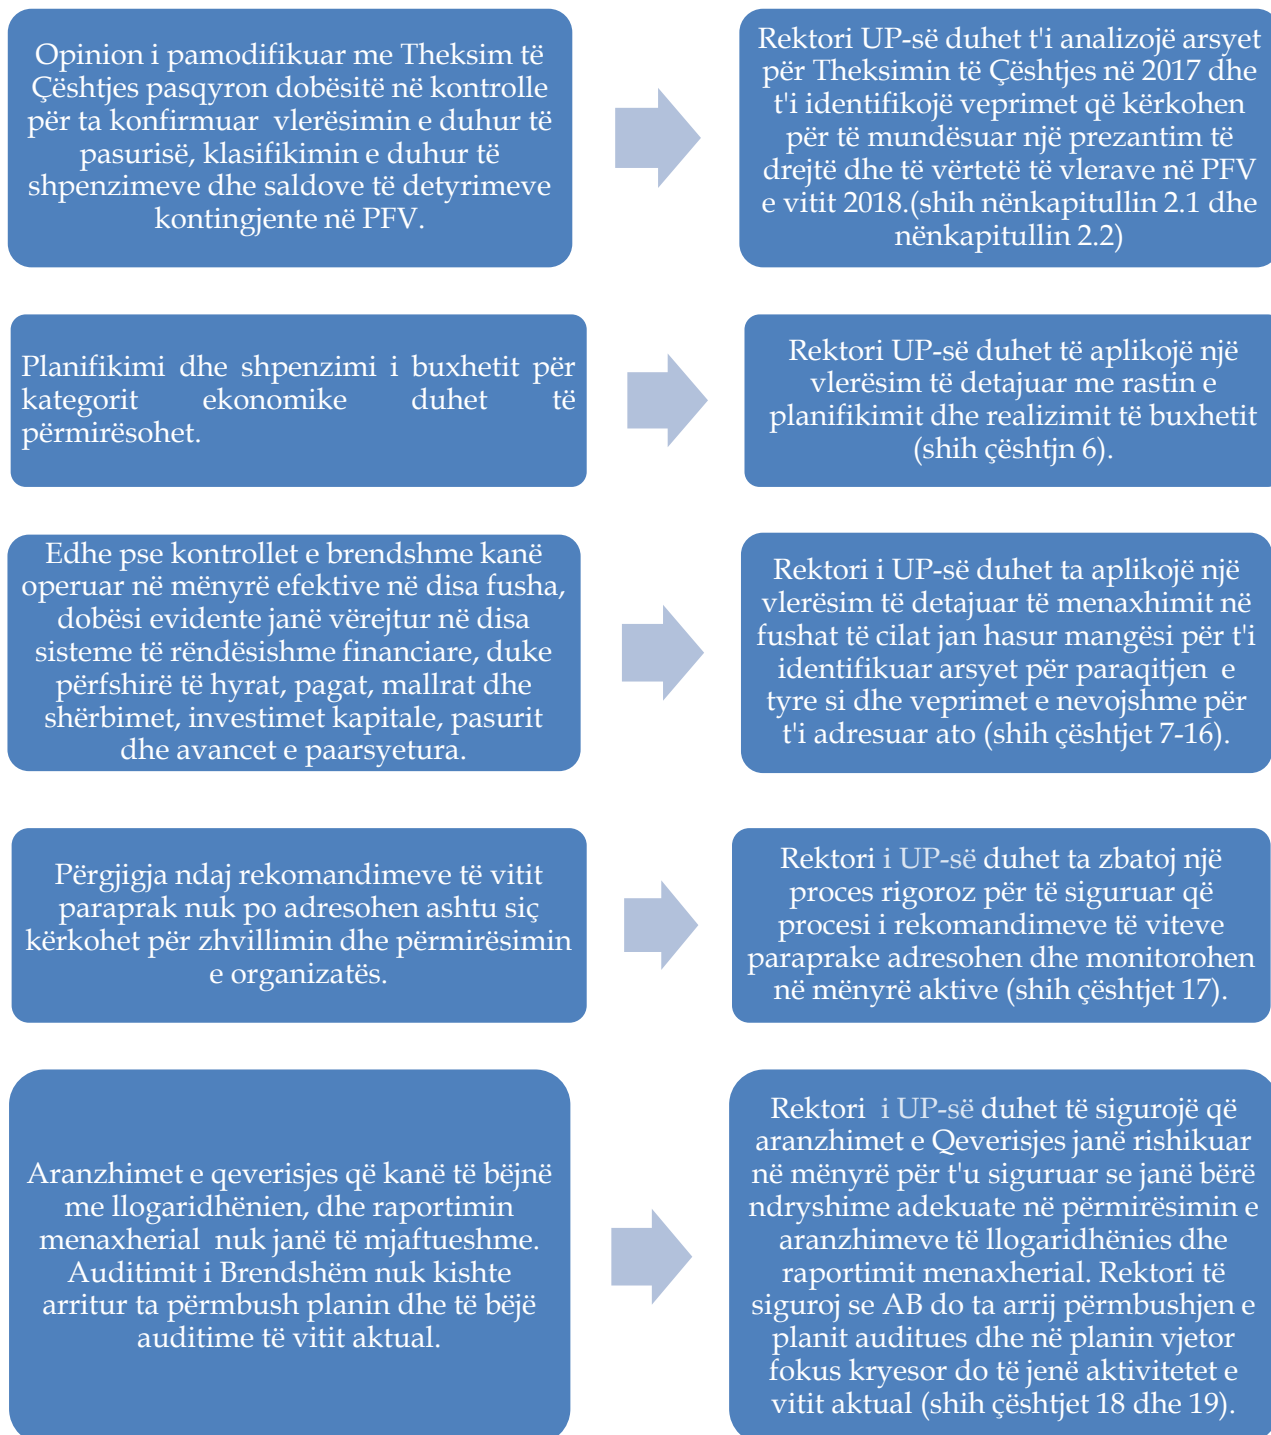 Opinion i pamodifikuar me Theksim të
Çështjes pasqyron dobësitë në kontrolle
për ta konfirmuar vlerësimin e duhur të
pasurisë, klasifikimin e duhur të
shpenzimeve dhe saldove të detyrimeve
kontingjente në PFV.
Rektori UP-së duhet t'i analizojë arsyet
për Theksimin të Çështjes në 2017 dhe
t'i identifikojë veprimet që kërkohen
për të mundësuar një prezantim të
drejtë dhe të vërtetë të vlerave në PFV
e vitit 2018.(shih nënkapitullin 2.1 dhe
nënkapitullin 2.2)
Planifikimi dhe shpenzimi i buxhetit për
kategorit ekonomike duhet të
përmirësohet.
Rektori UP-së duhet të aplikojë një
vlerësim të detajuar me rastin e
planifikimit dhe realizimit të buxhetit
(shih çështjn 6).
Edhe pse kontrollet e brendshme kanë
operuar në mënyrë efektive në disa fusha,
dobësi evidente janë vërejtur në disa
sisteme të rëndësishme financiare, duke
përfshirë të hyrat, pagat, mallrat dhe
shërbimet, investimet kapitale, pasurit
dhe avancet e paarsyetura.
Rektori i UP-së duhet ta aplikojë një
vlerësim të detajuar të menaxhimit në
fushat të cilat jan hasur mangësi për t'i
identifikuar arsyet për paraqitjen e
tyre si dhe veprimet e nevojshme për
t'i adresuar ato (shih çështjet 7-16).
Përgjigja ndaj rekomandimeve të vitit
paraprak nuk po adresohen ashtu siç
kërkohet për zhvillimin dhe përmirësimin
e organizatës.
Rektori i UP-së duhet ta zbatoj një
proces rigoroz për të siguruar që
procesi i rekomandimeve të viteve
paraprake adresohen dhe monitorohen
në mënyrë aktive (shih çështjet 17).
Aranzhimet e qeverisjes që kanë të bëjnë
me llogaridhënien, dhe raportimin
menaxherial nuk janë të mjaftueshme.
Auditimit i Brendshëm nuk kishte
arritur ta përmbush planin dhe të bëjë
auditime të vitit aktual.
Rektori i UP-së duhet të sigurojë që
aranzhimet e Qeverisjes janë rishikuar
në mënyrë për t'u siguruar se janë bërë
ndryshime adekuate në përmirësimin e
aranzhimeve të llogaridhënies dhe
raportimit menaxherial. Rektori të
siguroj se AB do ta arrij përmbushjen e
planit auditues dhe në planin vjetor
fokus kryesor do të jenë aktivitetet e
vitit aktual (shih çështjet 18 dhe 19).